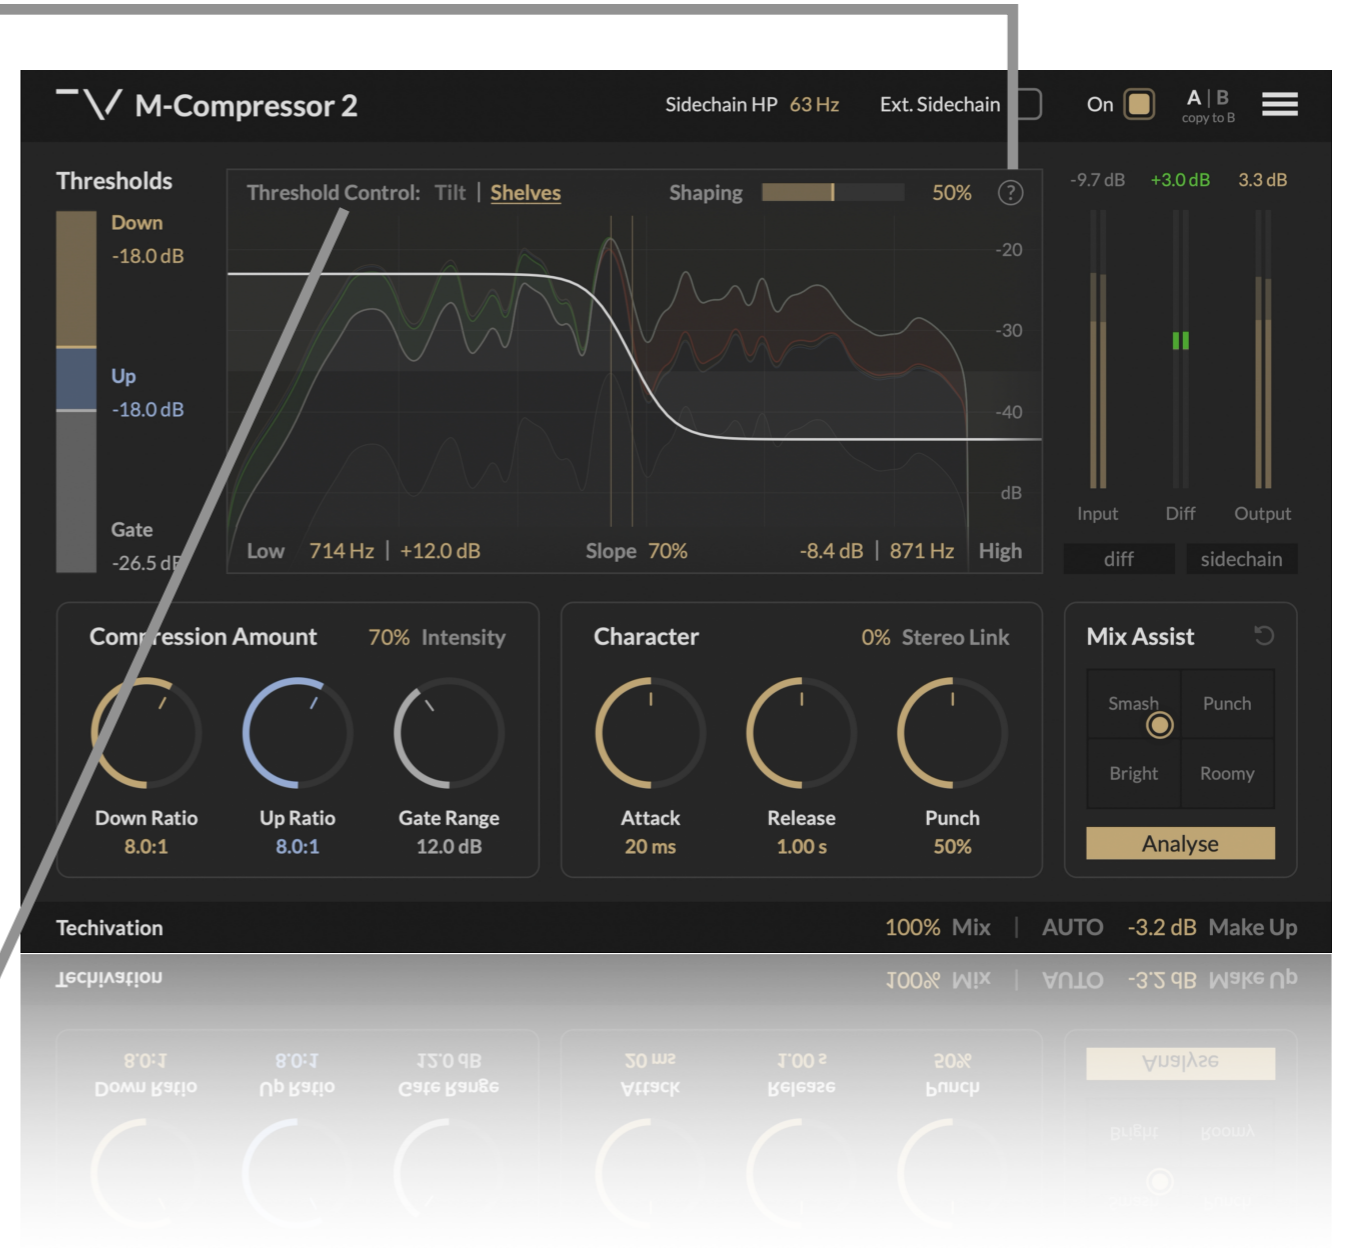 M-Compressor 2
Sidechain HP 63 Hz Ext. Sidechain On A | B
copy to B
Thresholds
Down
-18.0 dB
Up
-18.0 dB
Gate
-26.5 dB
Threshold Control: Tilt | Shelves Shaping 50% ?
-20
-30
-40
dB
Low 714 Hz | +12.0 dB Slope 70% -8.4 dB | 871 Hz High
-9.7 dB +3.0 dB 3.3 dB
Input Diff Output
diff sidechain
Compression Amount 70% Intensity
Down Ratio Up Ratio Gate Range
8.0:1 8.0:1 12.0 dB
Character 0% Stereo Link
Attack Release Punch
20 ms 1.00 s 50%
Mix Assist
Smash Punch
Bright Roomy
Analyse
Techivation 100% Mix | AUTO -3.2 dB Make Up